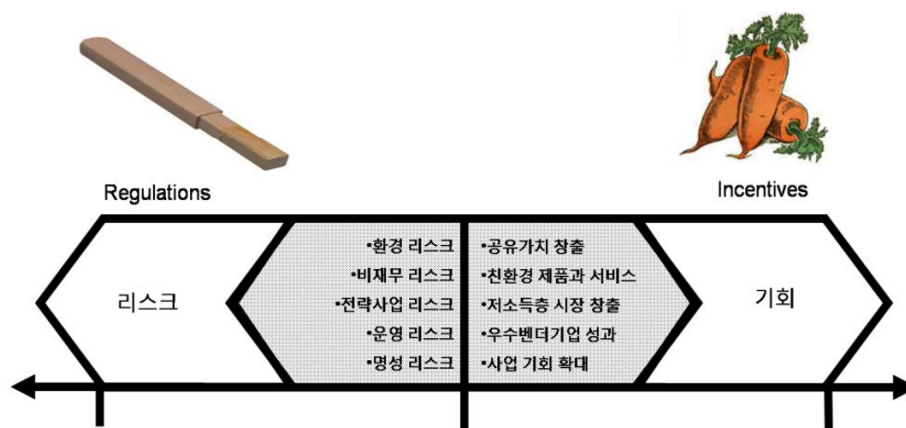 Regulations
Incentives
리스크
•환경 리스크
•비재무 리스크
•전략사업 리스크
•운영 리스크
•명성 리스크
•공유가치 창출
•친환경 제품과 서비스
•저소득층 시장 창출
•우수벤더기업 성과
•사업 기회 확대
기회